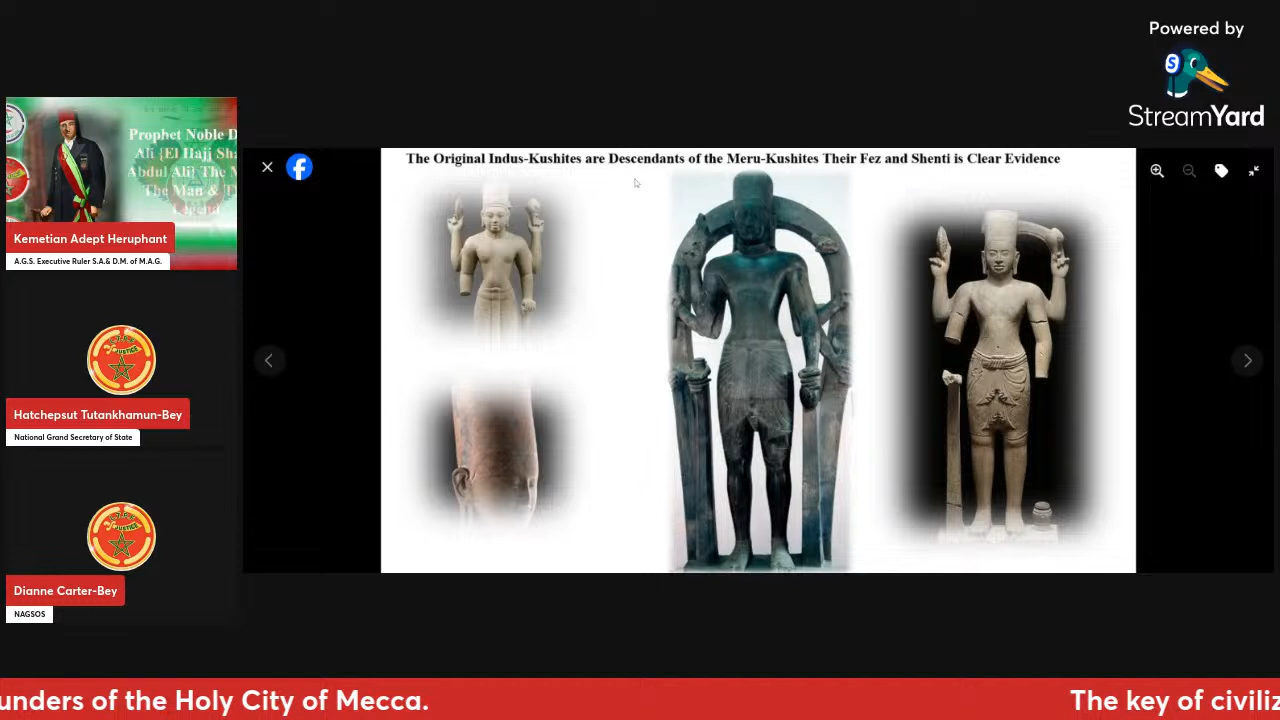 Powered by
StreamYard
Prophet Noble D
Ali {El Hajj Sh
Abdul Ali} The M
The Man & T
Legend
Kemetian Adept Heruphant
A.G.S. Executive Ruler S.A.& D.M. of M.A.G.
The Original Indus-Kushites are Descendants of the Meru-Kushites Their Fez and Shenti is Clear Evidence
JUSTICE
Hatchepsut Tutankhamun-Bey
National Grand Secretary of State
JUSTICE
Dianne Carter-Bey
NAGSOS
unders of the Holy City of Mecca.
The key of civiliz